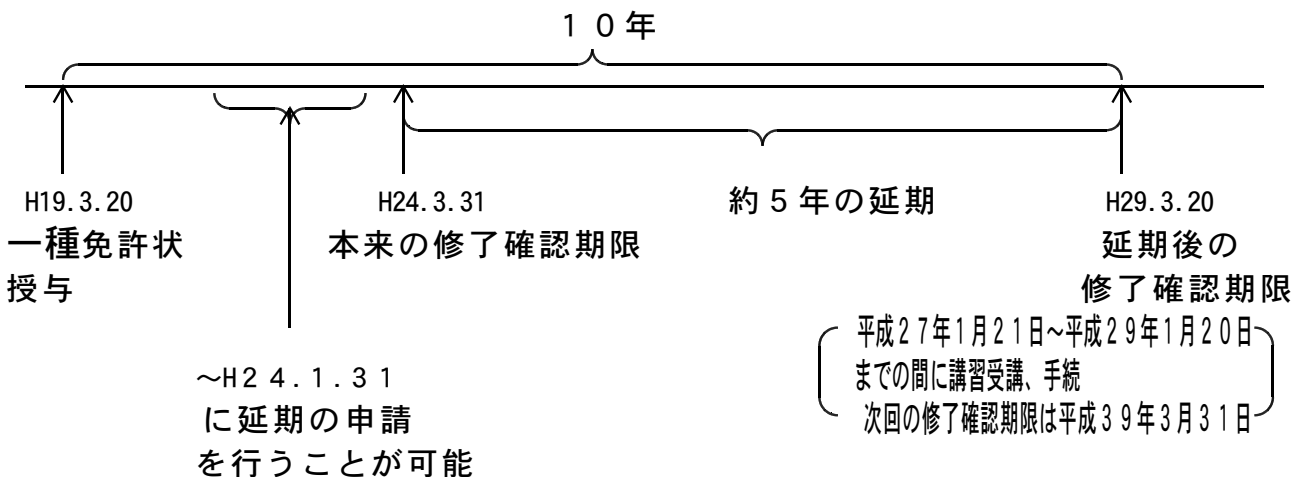 １０年
H19.3.20
一種免許状
授与
H24.3.31
本来の修了確認期限
約５年の延期
H29.3.20
延期後の
修了確認期限
～H２４.１.３１
に延期の申請
を行うことが可能
平成２７年１月２１日～平成２９年１月２０日
までの間に講習受講、手続
次回の修了確認期限は平成３９年３月３１日